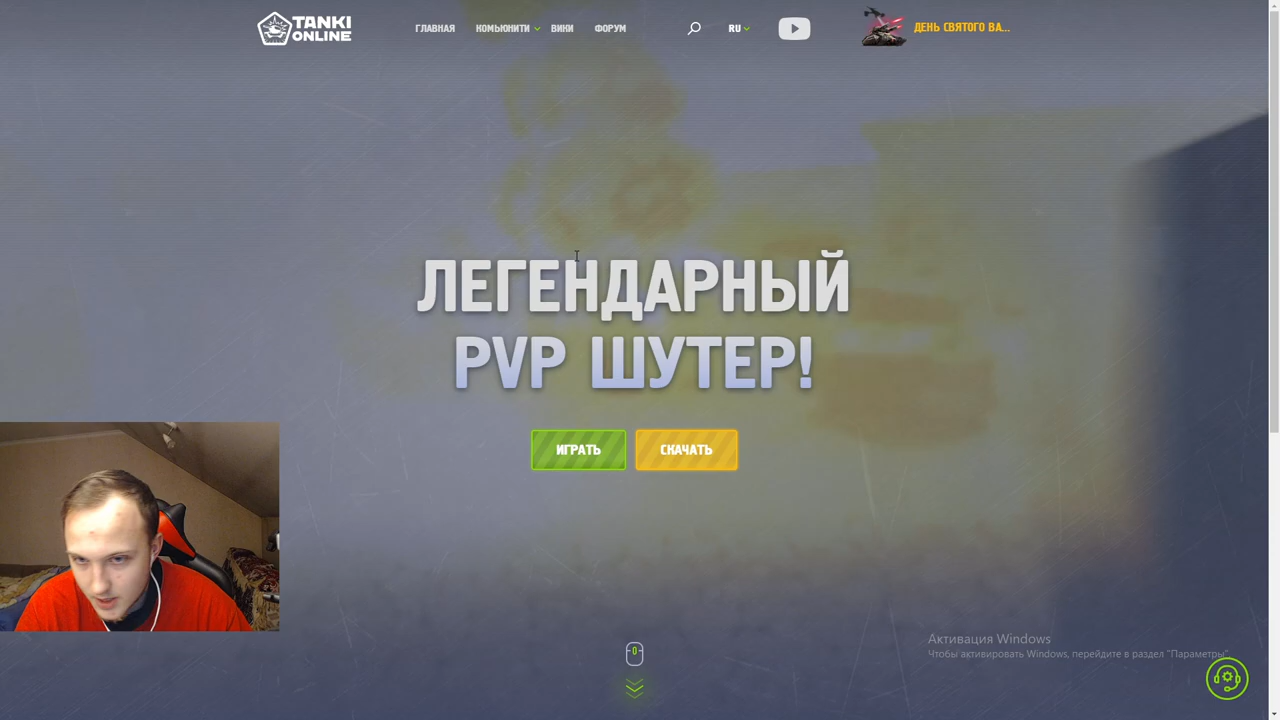 TANKI
ONLINE
ГЛАВНАЯ
КОМЬЮНИТИ
ВИКИ
ФОРУМ
RU
ДЕНЬ СВЯТОГО ВА...
ЛЕГЕНДАРНЫЙ
PVP ШУТЕР!
ИГРАТЬ
СКАЧАТЬ
Активация Windows
Чтобы активировать Windows, перейдите в раздел "Параметры".